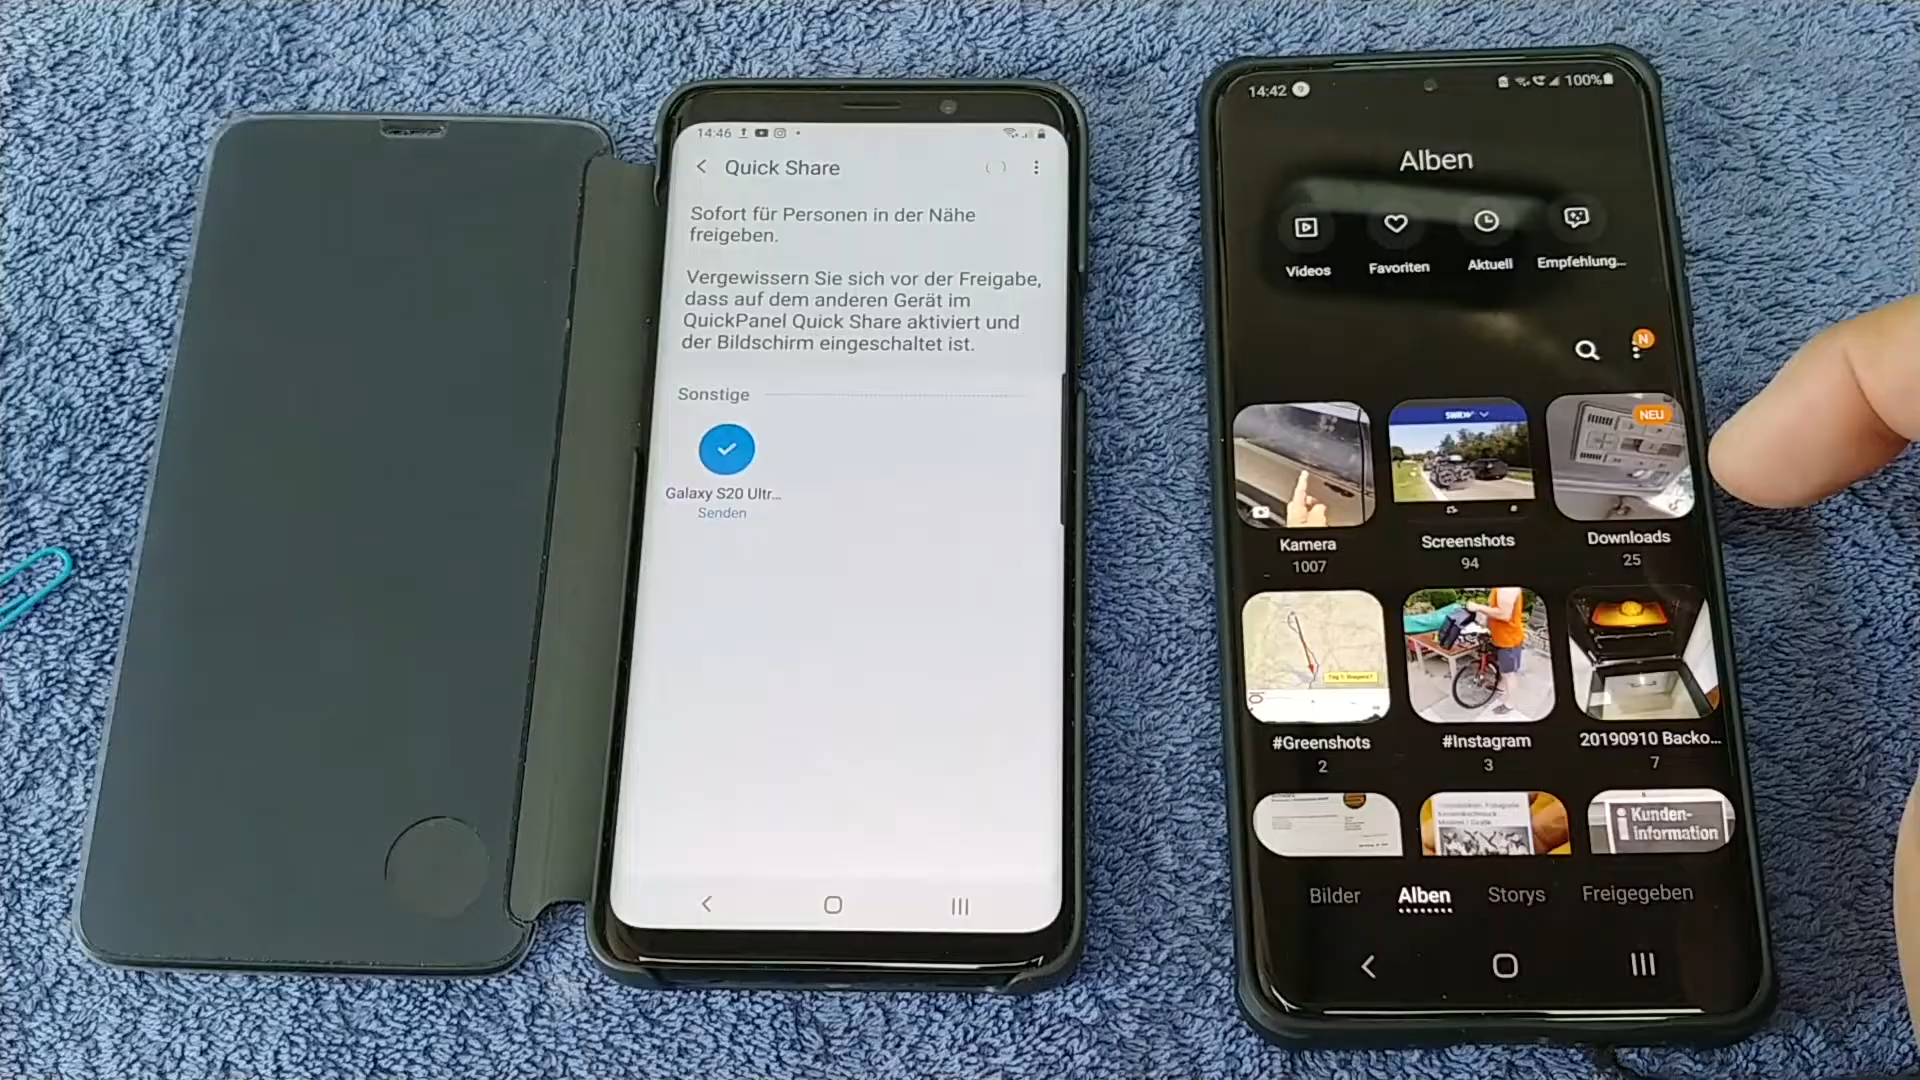 14:46
Quick Share
Sofort für Personen in der Nähe
freigeben.
Vergewissern Sie sich vor der Freigabe,
dass auf dem anderen Gerät im
QuickPanel Quick Share aktiviert und
der Bildschirm eingeschaltet ist.
Sonstige
Galaxy S20 Ultr...
Senden
14:42
100%
Alben
Videos
Favoriten
Aktuell
Empfehlung...
N
NEU
Kamera
1007
Screenshots
94
Downloads
25
#Greenshots
2
#Instagram
3
20190910 Backo...
7
Kunden-
information
Bilder
Alben
Storys
Freigegeben